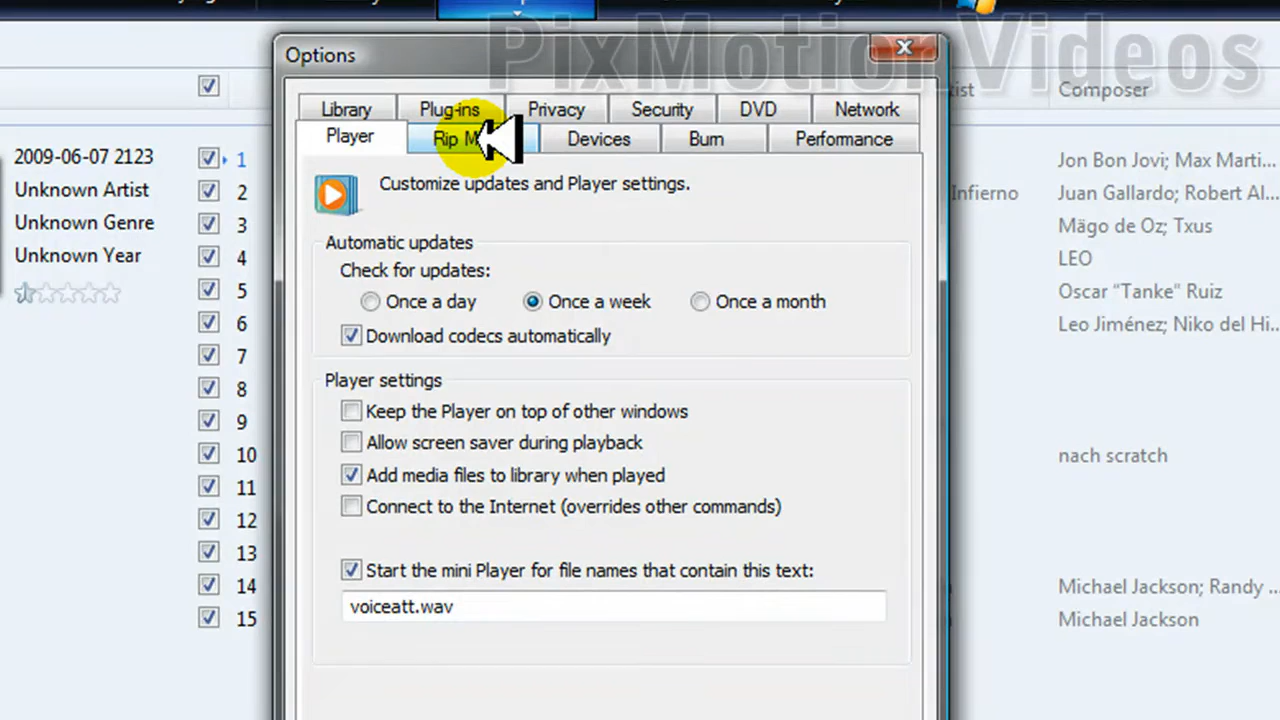 PixMotionVideos
Options
Composer
Library Plug-ins Privacy Security DVD Network
Player Rip Devices Burn Performance
2009-06-07 2123
Unknown Artist
Unknown Genre
Unknown Year
1
2
3
4
5
6
7
8
9
10
11
12
13
14
15
Customize updates and Player settings.
Automatic updates
Check for updates:
Once a day Once a week Once a month
Download codecs automatically
Player settings
Keep the Player on top of other windows
Allow screen saver during playback
Add media files to library when played
Connect to the Internet (overrides other commands)
Start the mini Player for file names that contain this text:
voiceatt.wav
Jon Bon Jovi; Max Marti...
Infierno Juan Gallardo; Robert Al...
Mägo de Oz; Txus
LEO
Oscar "Tanke" Ruiz
Leo Jiménez; Niko del Hi...
nach scratch
Michael Jackson; Randy ...
Michael Jackson